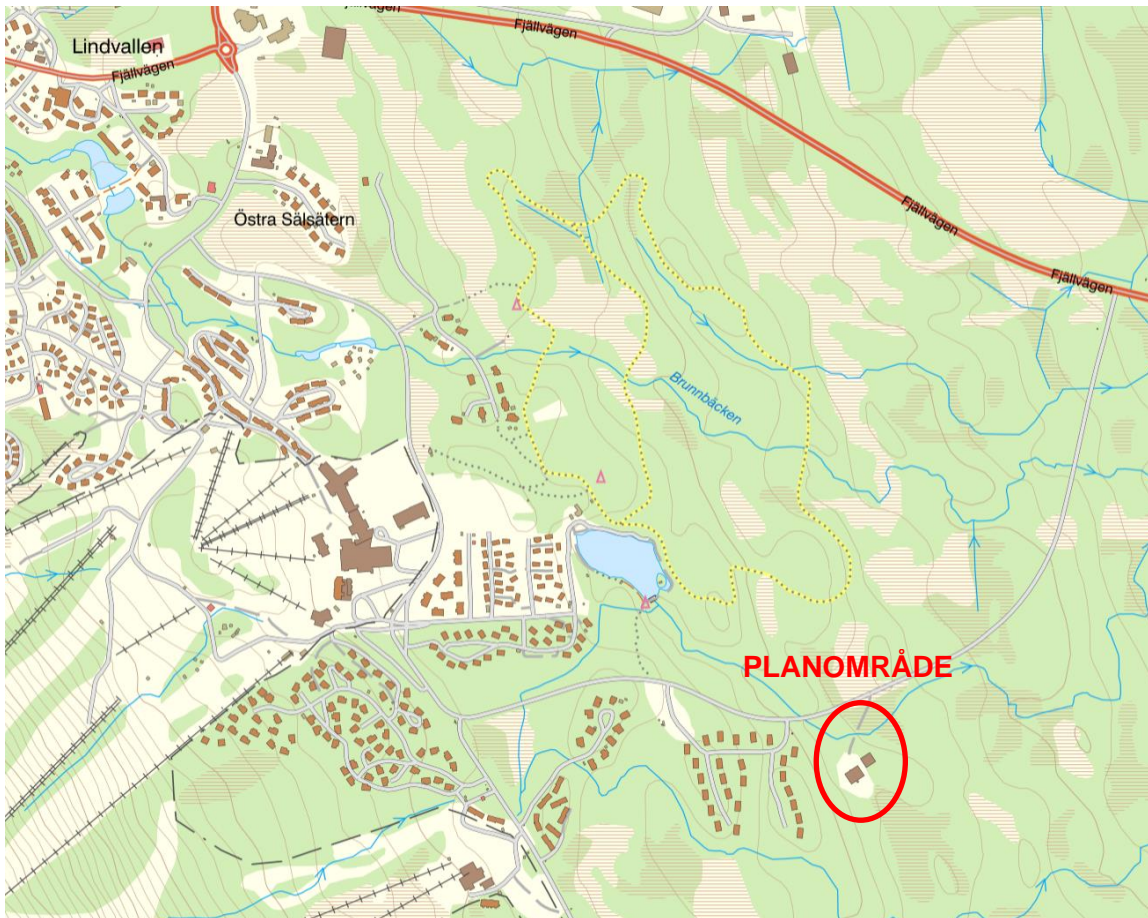 Lindvallen
Fjällvägen
Fjällvägen
Östra Sälsätern
Fjällvägen
Fjällvägen
Brunnbäcken
PLANOMRÅDE